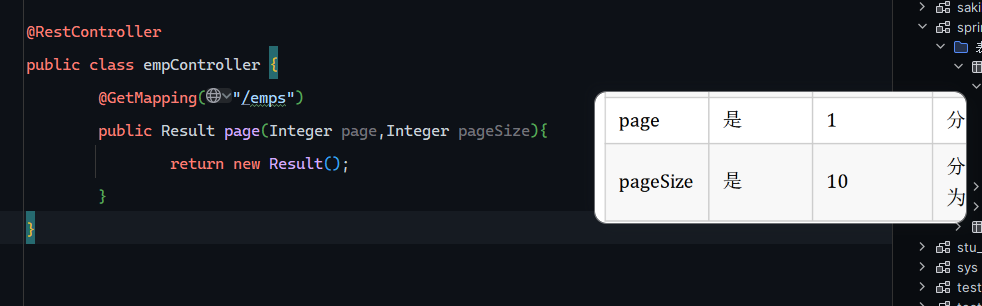 @RestController
public class empController {
@GetMapping("/emps")
public Result page(Integer page,Integer pageSize){
return new Result();
}
}
page 是 1 分
pageSize 是 10 分
为
saki
sprin
stu_
sys
test